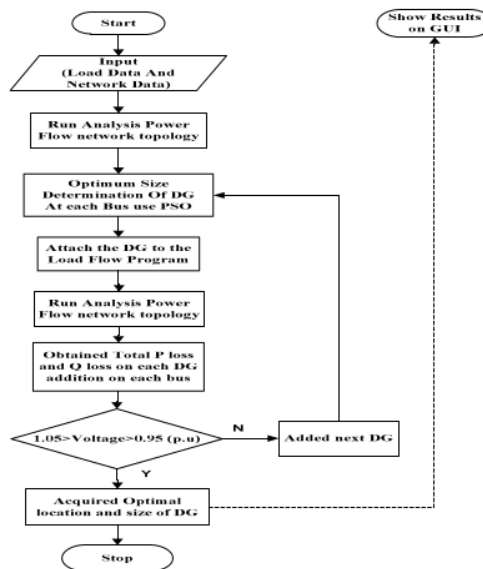 Start
Show Results
on GUI
Input
(Load Data And
Network Data)
Run Analysis Power
Flow network topology
Optimum Size
Determination Of DG
At each Bus use PSO
Attach the DG to the
Load Flow Program
Run Analysis Power
Flow network topology
Obtained Total P loss
and Q loss on each DG
addition on each bus
1.05>Voltage>0.95 (p.u)
N
Added next DG
Y
Acquired Optimal
location and size of DG
Stop